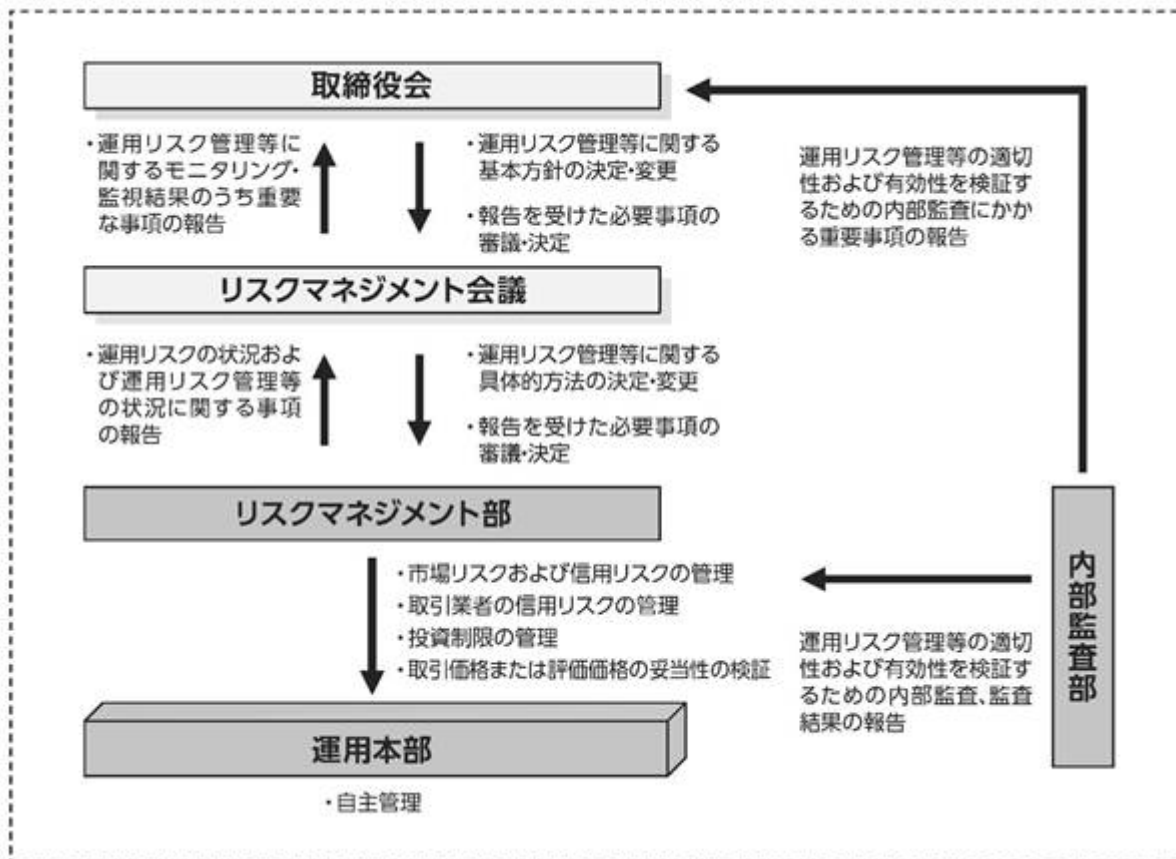 取締役会
・運用リスク管理等に
関するモニタリング・
監視結果のうち重要
な事項の報告
・運用リスク管理等に関する
基本方針の決定・変更
・報告を受けた必要事項の
審議・決定
運用リスク管理等の適切
性および有効性を検証す
るための内部監査にかか
る重要事項の報告
リスクマネジメント会議
・運用リスクの状況およ
び運用リスク管理等
の状況に関する事項
の報告
・運用リスク管理等に関する
具体的方法の決定・変更
・報告を受けた必要事項の
審議・決定
リスクマネジメント部
・市場リスクおよび信用リスクの管理
・取引業者の信用リスクの管理
・投資制限の管理
・取引価格または評価価格の妥当性の検証
内部監査部
運用リスク管理等の適切
性および有効性を検証す
るための内部監査、監査
結果の報告
運用本部
・自主管理